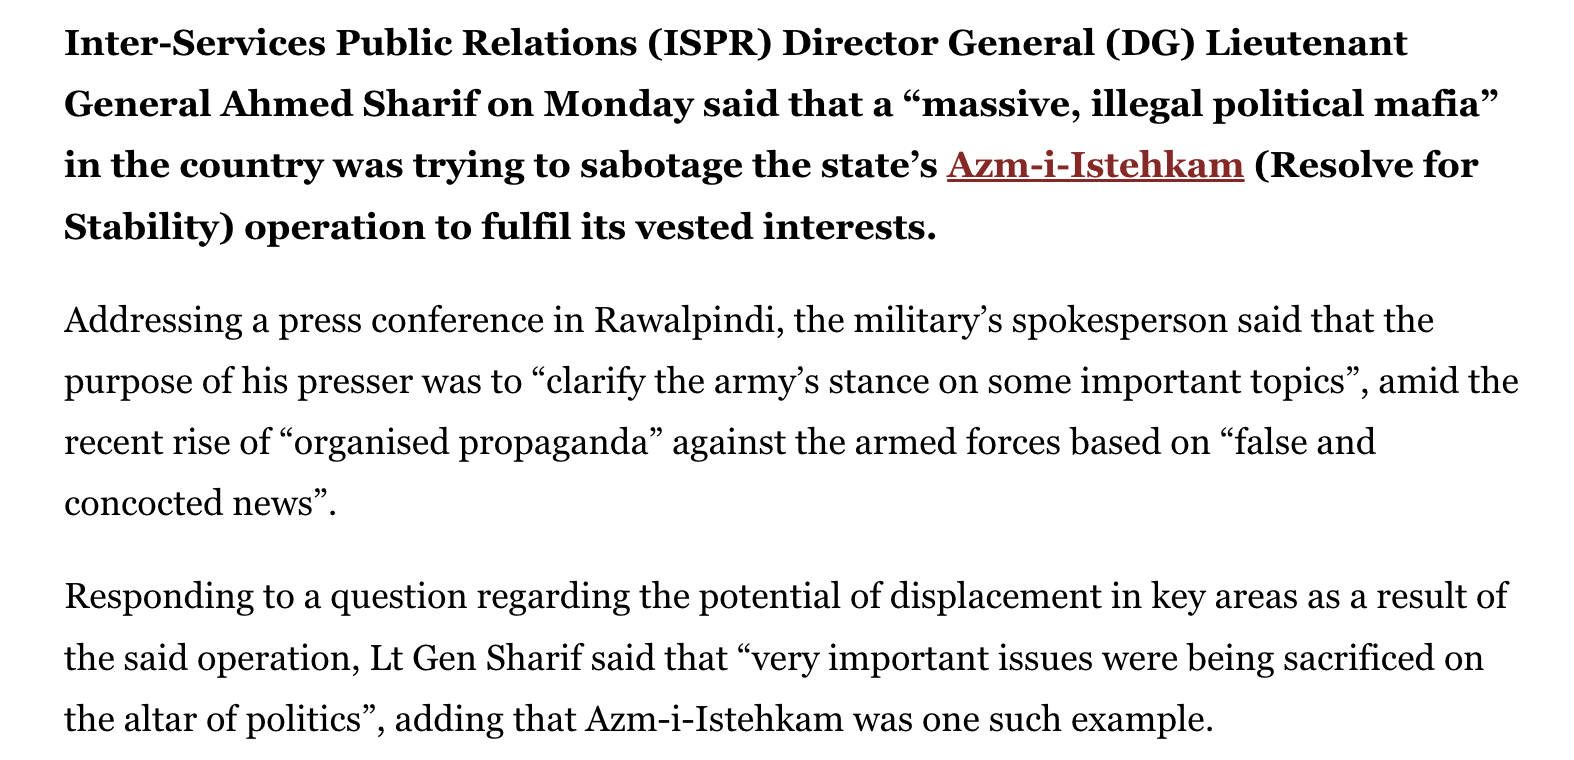 Inter-Services Public Relations (ISPR) Director General (DG) Lieutenant
General Ahmed Sharif on Monday said that a “massive, illegal political mafia”
in the country was trying to sabotage the state’s Azm-i-Istehkam (Resolve for
Stability) operation to fulfil its vested interests.
Addressing a press conference in Rawalpindi, the military’s spokesperson said that the
purpose of his presser was to “clarify the army’s stance on some important topics”, amid the
recent rise of “organised propaganda” against the armed forces based on “false and
concocted news”.
Responding to a question regarding the potential of displacement in key areas as a result of
the said operation, Lt Gen Sharif said that “very important issues were being sacrificed on
the altar of politics”, adding that Azm-i-Istehkam was one such example.